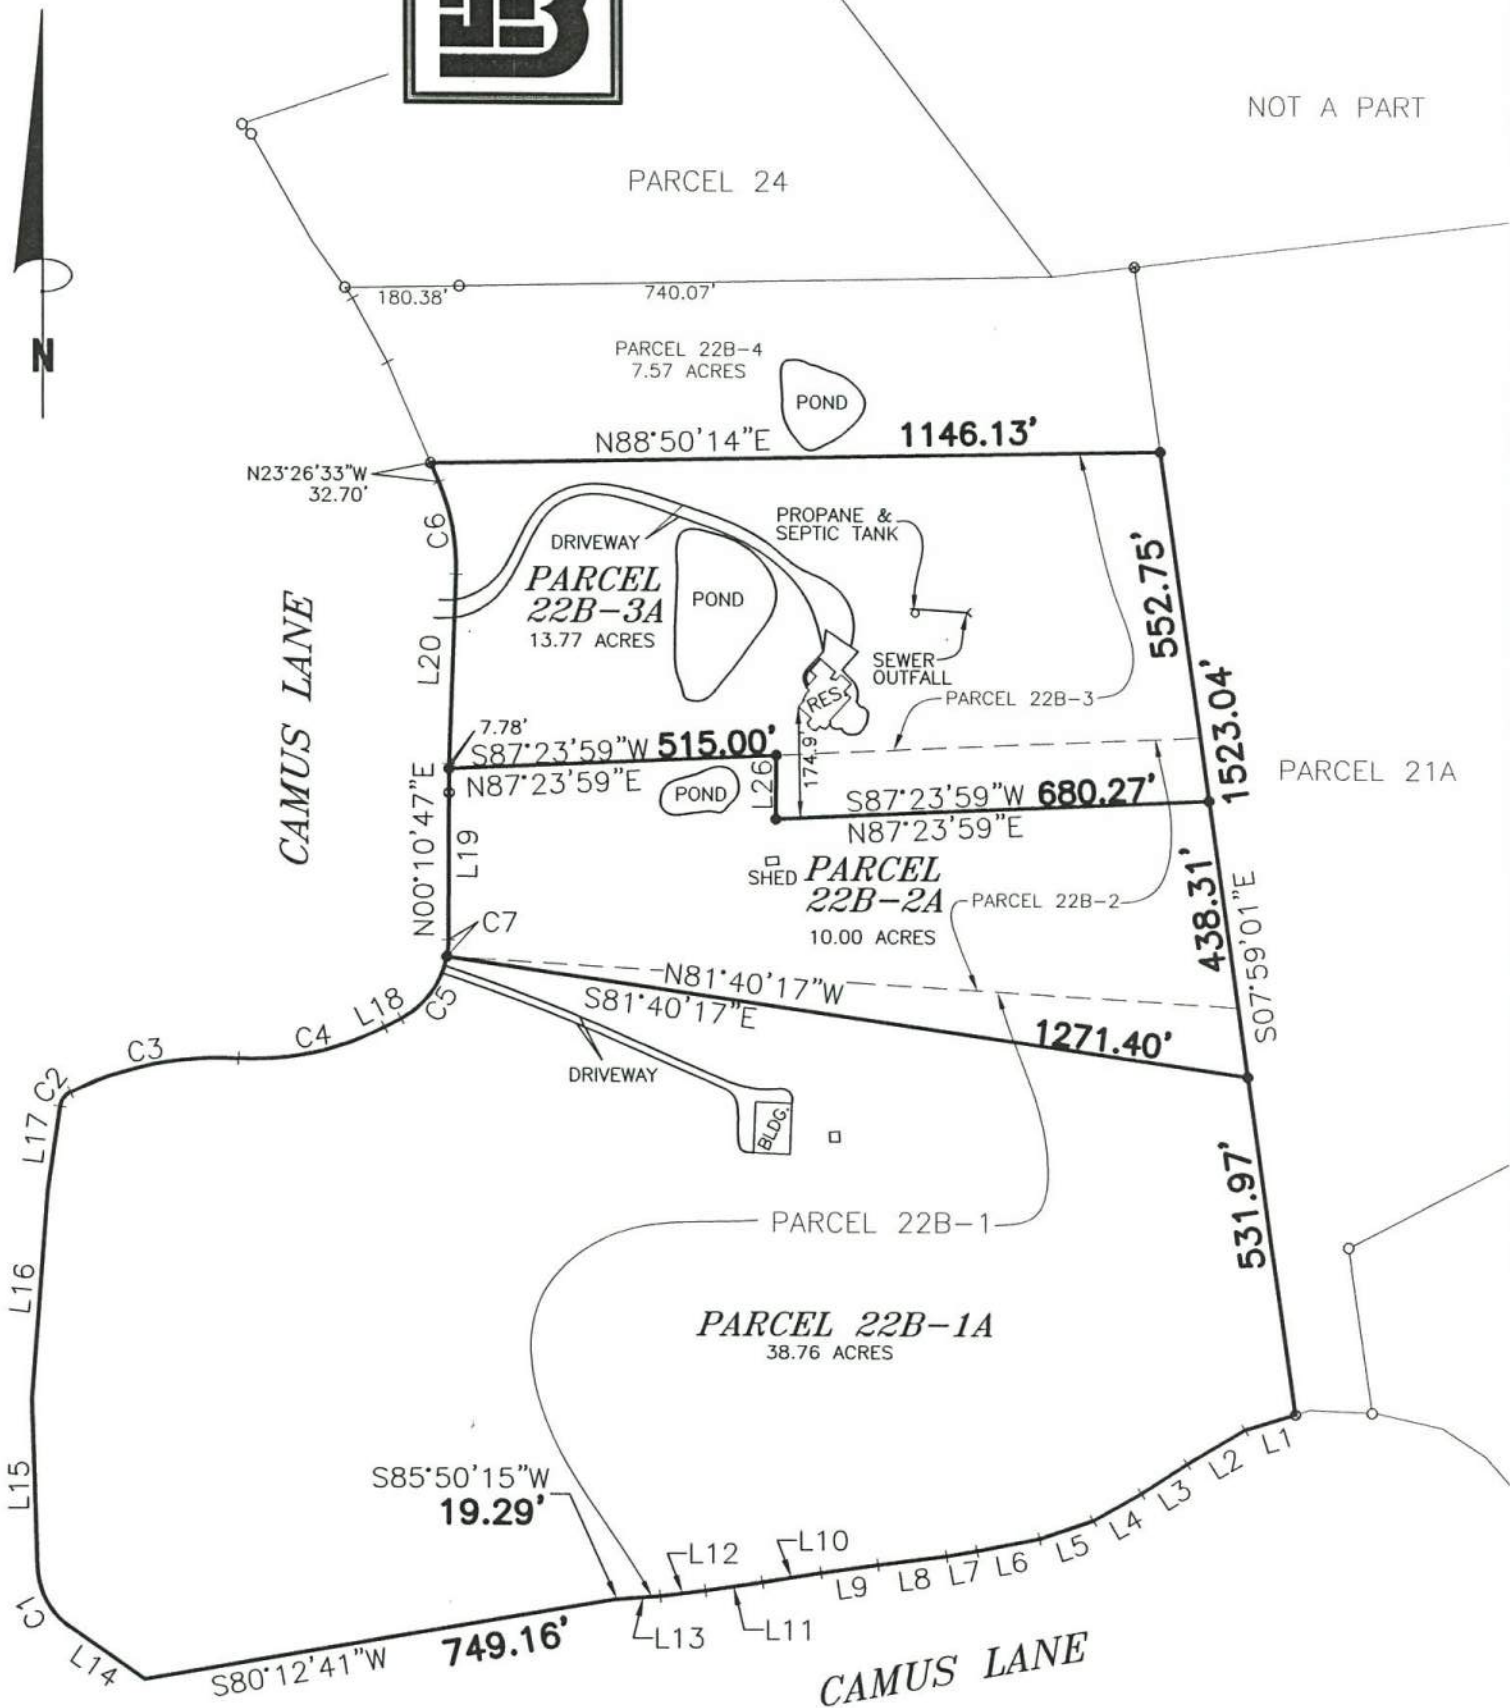 NOT A PART
PARCEL 24
180.38'
740.07'
N
PARCEL 22B-4
7.57 ACRES
POND
N88°50'14"E 1146.13'
N23°26'33"W
32.70'
C6
DRIVEWAY
PROPANE &
SEPTIC TANK
PARCEL
22B-3A
13.77 ACRES
POND
552.75'
CAMUS LANE
L20
SEWER
OUTFALL
RES.
PARCEL 22B-3
1523.04'
7.78'
S87°23'59"W 515.00'
N87°23'59"E
POND
L26
174.9'
S87°23'59"W 680.27'
N87°23'59"E
PARCEL 21A
N00°10'47"E
L19
SHED
PARCEL
22B-2A
10.00 ACRES
PARCEL 22B-2
438.31'
S07°59'01"E
C7
N81°40'17"W
S81°40'17"E
1271.40'
L18
C5
C4
C3
C2
DRIVEWAY
BLDG.
L17
531.97'
PARCEL 22B-1
L16
PARCEL 22B-1A
38.76 ACRES
L15
L1
L2
L3
L4
L5
L6
L7
L8
L9
L10
L11
L12
L13
S85°50'15"W
19.29'
C1
L14
S80°12'41"W 749.16'
CAMUS LANE